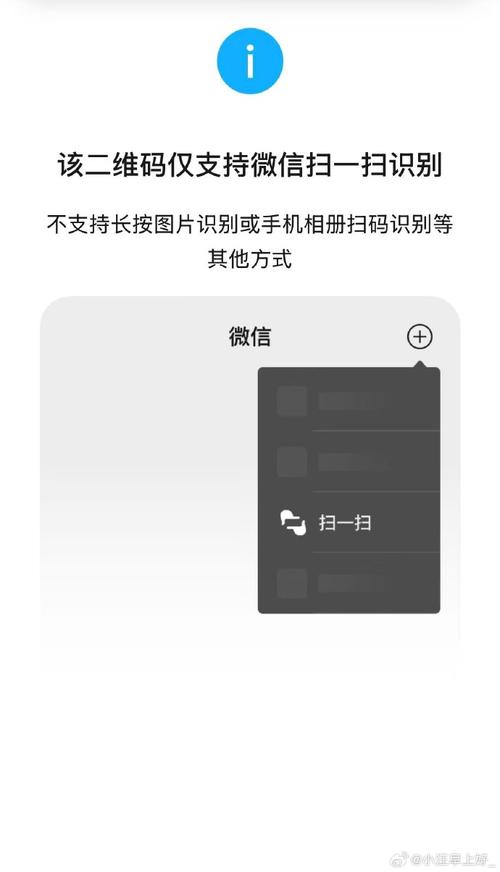 该二维码仅支持微信扫一扫识别
不支持长按图片识别或手机相册扫码识别等
其他方式
微信
扫一扫
@小汪早上好_